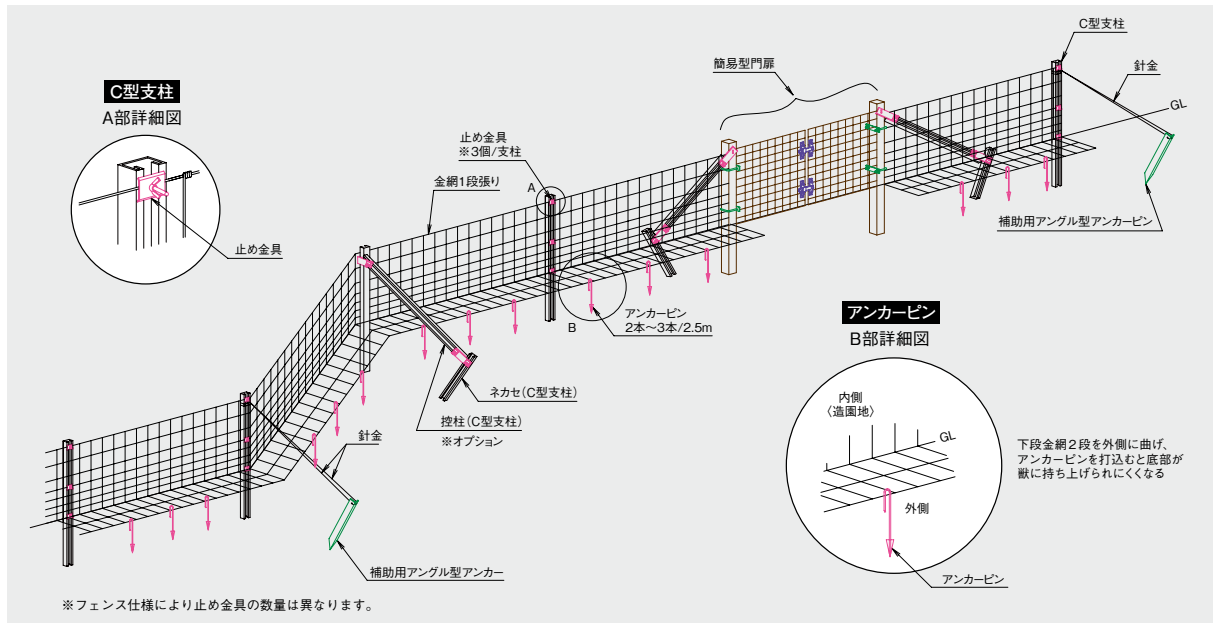 C型支柱
A部詳細図
止め金具
止め金具
※3個/支柱
A
金網1段張り
簡易型門扉
C型支柱
針金
GL
補助用アングル型アンカーピン
アンカーピン
2本〜3本/2.5m
B
ネカセ(C型支柱)
控柱(C型支柱)
※オプション
針金
補助用アングル型アンカー
アンカーピン
B部詳細図
内側
〈造園地〉
GL
外側
アンカーピン
下段金網2段を外側に曲げ、
アンカーピンを打込むと底部が
獣に持ち上げられにくくなる
※フェンス仕様により止め金具の数量は異なります。